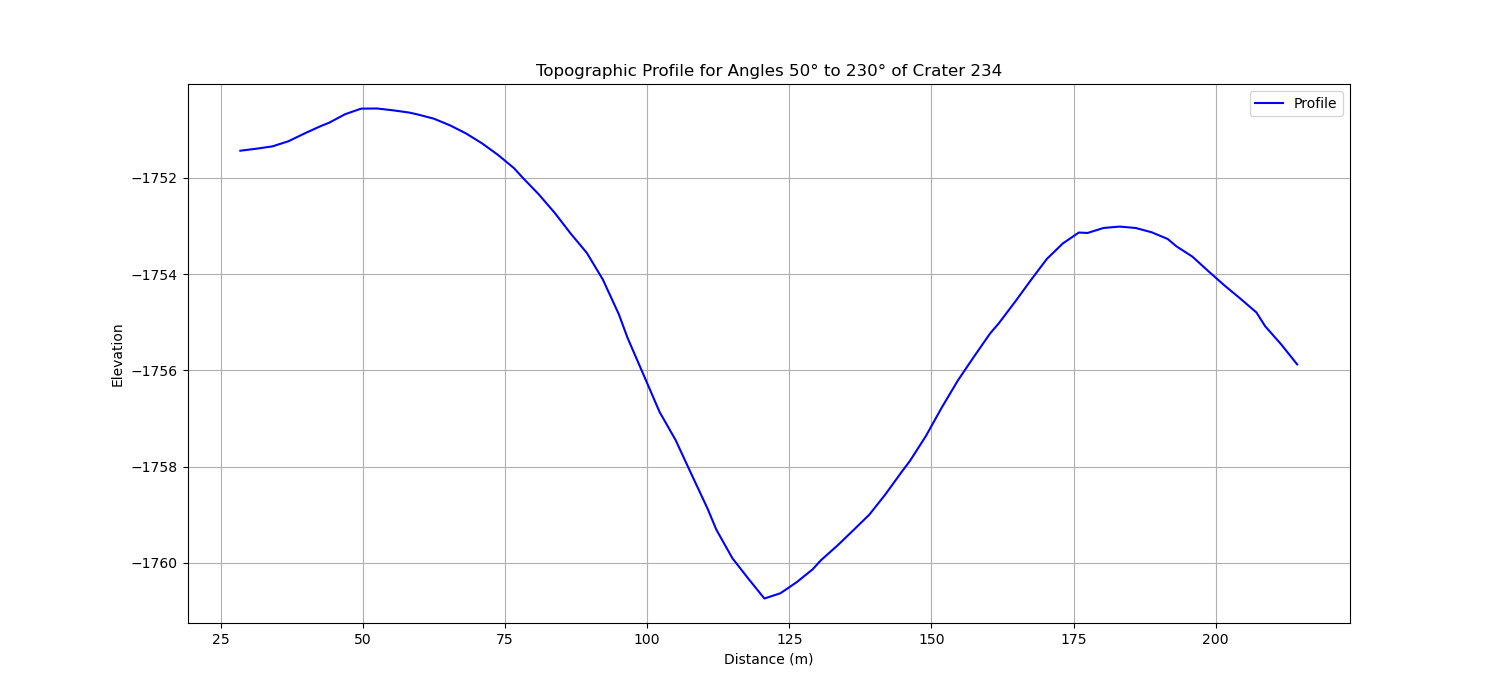 Topographic Profile for Angles 50° to 230° of Crater 234
Profile
−1752
−1754
−1756
−1758
−1760
Elevation
25 50 75 100 125 150 175 200
Distance (m)